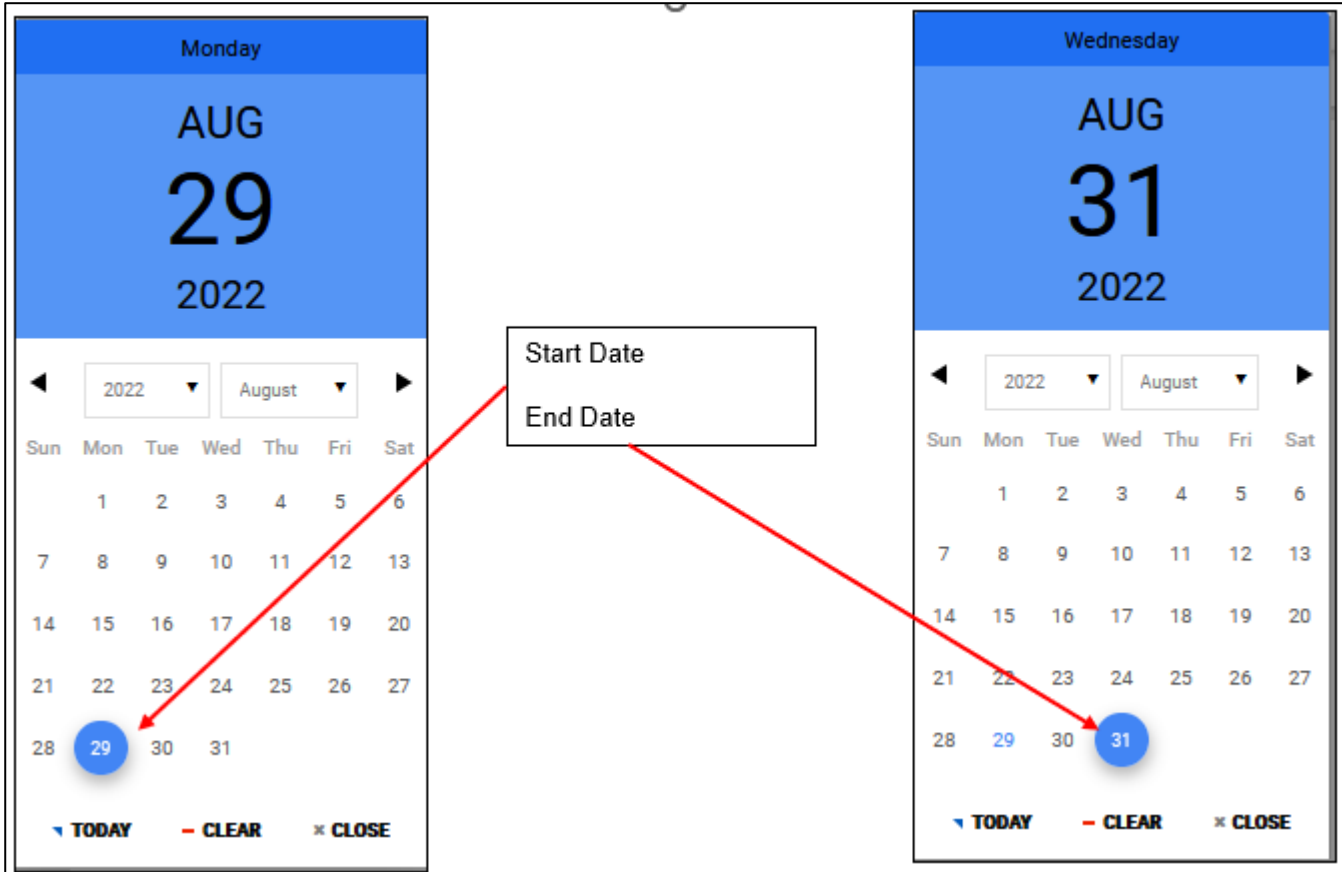 Monday
AUG
29
2022
2022 August
Sun Mon Tue Wed Thu Fri Sat
1 2 3 4 5 6
7 8 9 10 11 12 13
14 15 16 17 18 19 20
21 22 23 24 25 26 27
28 29 30 31
TODAY CLEAR CLOSE
Start Date
End Date
Wednesday
AUG
31
2022
2022 August
Sun Mon Tue Wed Thu Fri Sat
1 2 3 4 5 6
7 8 9 10 11 12 13
14 15 16 17 18 19 20
21 22 23 24 25 26 27
28 29 30 31
TODAY CLEAR CLOSE